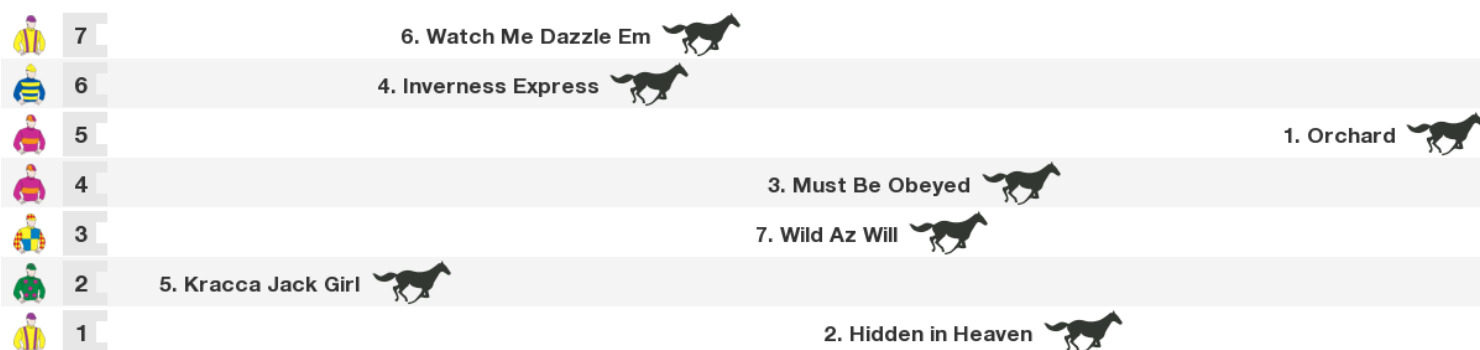 7 6. Watch Me Dazzle Em
6 4. Inverness Express
5 1. Orchard
4 3. Must Be Obeyed
3 7. Wild Az Will
2 5. Kracca Jack Girl
1 2. Hidden in Heaven